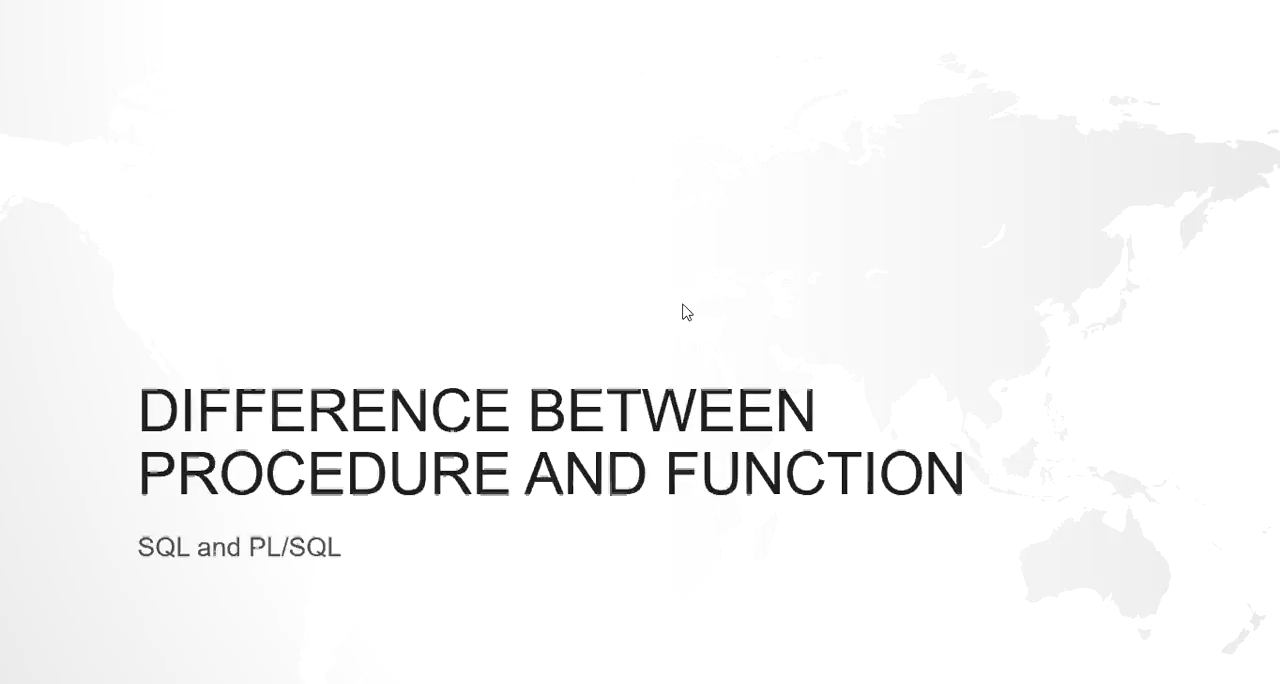 DIFFERENCE BETWEEN
PROCEDURE AND FUNCTION
SQL and PL/SQL